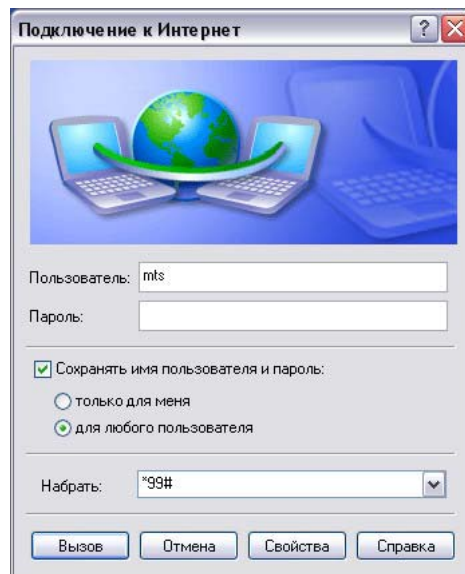 Подключение к Интернет
Пользователь: mts
Пароль:
Сохранять имя пользователя и пароль:
только для меня
для любого пользователя
Набрать: *99#
Вызов Отмена Свойства Справка